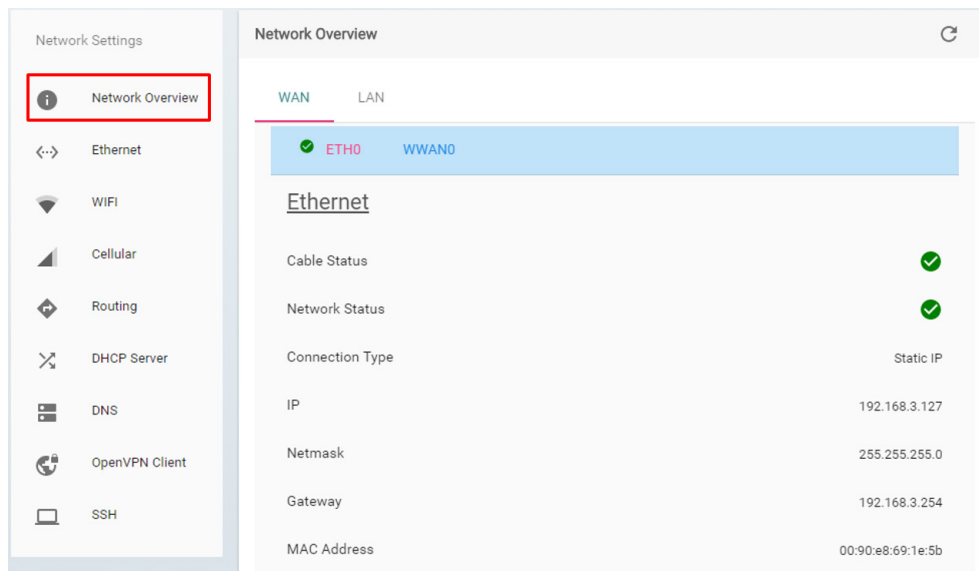 Network Settings
Network Overview
Ethernet
WIFI
Cellular
Routing
DHCP Server
DNS
OpenVPN Client
SSH
Network Overview
WAN LAN
ETH0 WWAN0
Ethernet
Cable Status
Network Status
Connection Type Static IP
IP 192.168.3.127
Netmask 255.255.255.0
Gateway 192.168.3.254
MAC Address 00:90:e8:69:1e:5b